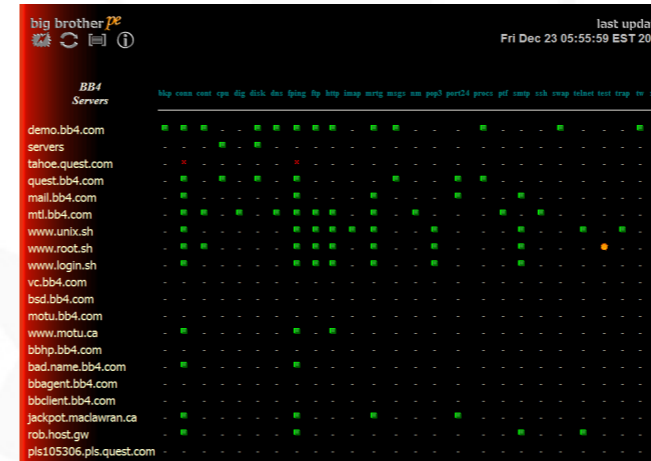 big brother pe
last upda
Fri Dec 23 05:55:59 EST 20
BB4
Servers
bkp conn cont cpu dig disk dns fping ftp http imap mrtg msgs nm pop3 port24 procs ptf smtp ssh swap telnet test trap tw
demo.bb4.com
servers
tahoe.quest.com
quest.bb4.com
mail.bb4.com
mtl.bb4.com
www.unix.sh
www.root.sh
www.login.sh
vc.bb4.com
bsd.bb4.com
motu.bb4.com
www.motu.ca
bbhp.bb4.com
bad.name.bb4.com
bbagent.bb4.com
bbclient.bb4.com
jackpot.maclawran.ca
rob.host.gw
pls105306.pls.quest.com